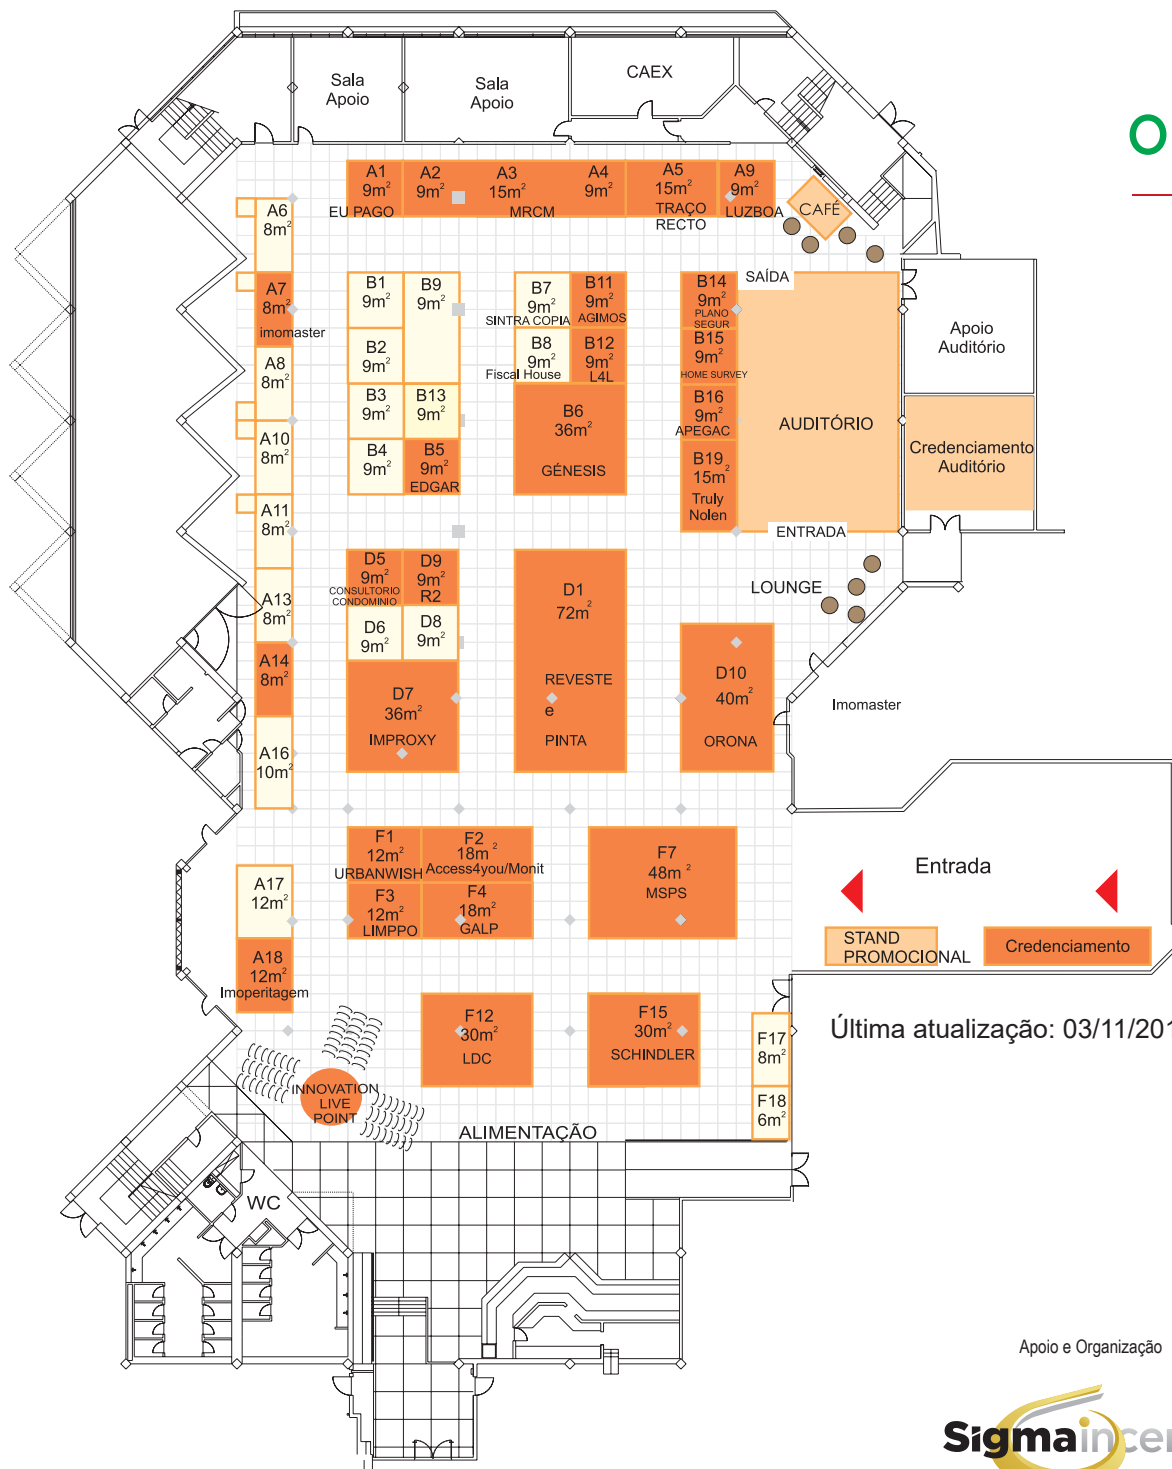 Sala
Apoio
Sala
Apoio
CAEX
O
A1
9m²
EU PAGO
A2
9m²
A3
15m²
MRCM
A4
9m²
A5
15m²
TRAÇO
RECTO
A9
9m²
LUZBOA
CAFÉ
A6
8m²
A7
8m²
imomaster
A8
8m²
A10
8m²
A11
8m²
A13
8m²
A14
8m²
A16
10m²
A17
12m²
A18
12m²
Imoperitagem
B1
9m²
B9
9m²
B2
9m²
B3
9m²
B13
9m²
B4
9m²
B5
9m²
EDGAR
B7
9m²
SINTRA COPIA
B11
9m²
AGIMOS
B8
9m²
Fiscal House
B12
9m²
L4L
B6
36m²
GÉNESIS
B14
9m²
PLANO
SEGUR
B15
9m²
HOME SURVEY
B16
9m²
APEGAC
B19
15m²
Truly
Nolen
SAÍDA
AUDITÓRIO
ENTRADA
Apoio
Auditório
Credenciamento
Auditório
LOUNGE
D5
9m²
CONSULTORIO
CONDOMINIO
D9
9m²
R2
D6
9m²
D8
9m²
D7
36m²
IMPROXY
D1
72m²
REVESTE
e
PINTA
D10
40m²
ORONA
Imomaster
F1
12m²
URBANWISH
F2
18m²
Access4you/Monit
F3
12m²
LIMPPO
F4
18m²
GALP
F7
48m²
MSPS
Entrada
STAND
PROMOCIONAL
Credenciamento
F12
30m²
LDC
F15
30m²
SCHINDLER
F17
8m²
F18
6m²
Última atualização: 03/11/201
INNOVATION
LIVE
POINT
ALIMENTAÇÃO
WC
Apoio e Organização
Sigmaincen